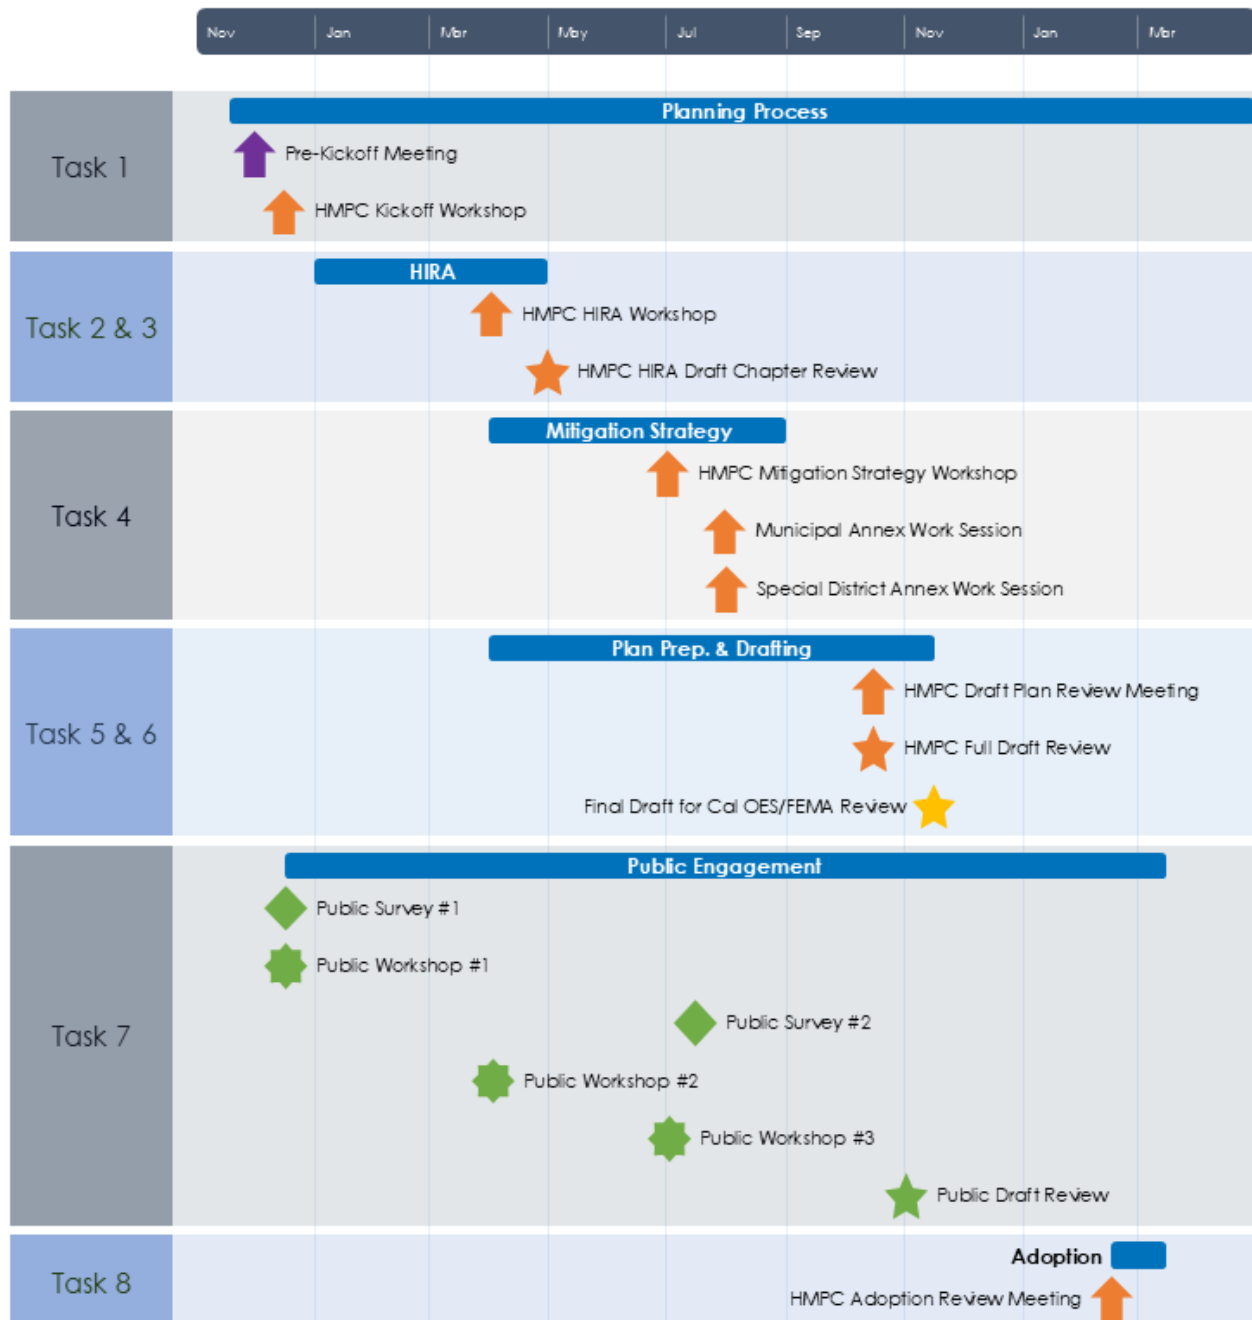 Nov Jan Mar May Jul Sep Nov Jan Mar
Planning Process
Task 1
Pre-Kickoff Meeting
HMPC Kickoff Workshop
HIRA
Task 2 & 3
HMPC HIRA Workshop
HMPC HIRA Draft Chapter Review
Mitigation Strategy
Task 4
HMPC Mitigation Strategy Workshop
Municipal Annex Work Session
Special District Annex Work Session
Plan Prep. & Drafting
Task 5 & 6
HMPC Draft Plan Review Meeting
HMPC Full Draft Review
Final Draft for Cal OES/FEMA Review
Public Engagement
Task 7
Public Survey #1
Public Workshop #1
Public Survey #2
Public Workshop #2
Public Workshop #3
Public Draft Review
Adoption
Task 8
HMPC Adoption Review Meeting